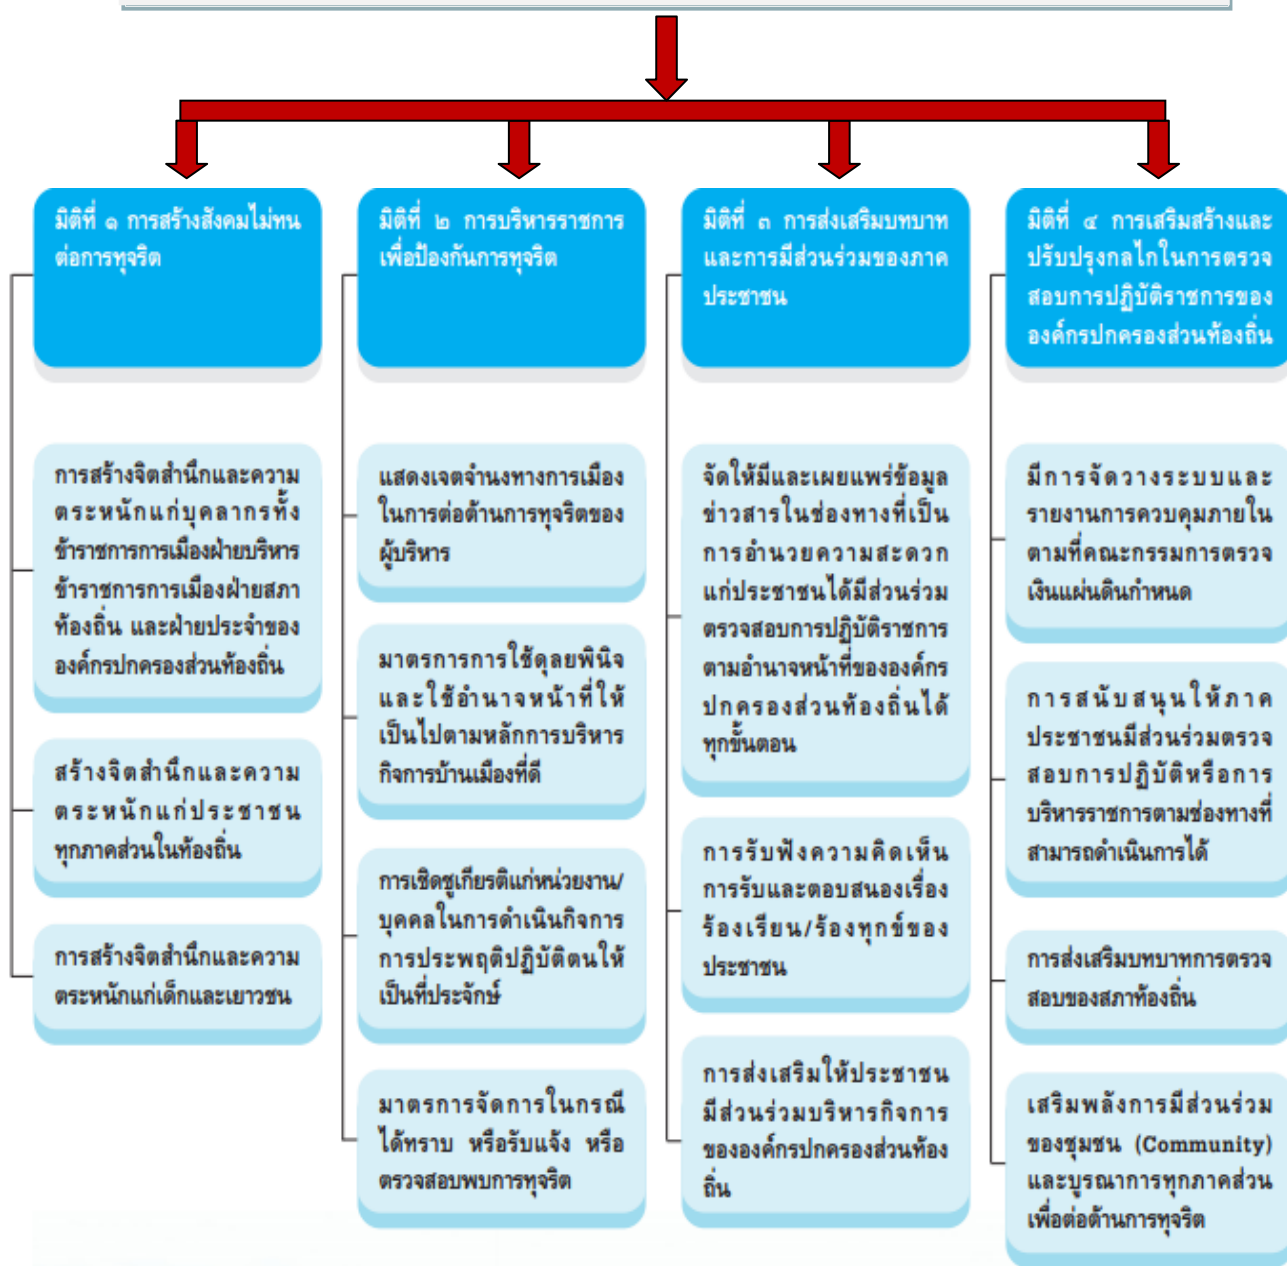 มิติที่ ๑ การสร้างสังคมไม่ทน
ต่อการทุจริต
การสร้างจิตสำนึกและความ
ตระหนักแก่บุคลากรทั้ง
ข้าราชการการเมืองฝ่ายบริหาร
ข้าราชการการเมืองฝ่ายสภา
ท้องถิ่น และฝ่ายประจำของ
องค์กรปกครองส่วนท้องถิ่น
สร้างจิตสำนึกและความ
ตระหนักแก่ประชาชน
ทุกภาคส่วนในท้องถิ่น
การสร้างจิตสำนึกและความ
ตระหนักแก่เด็กและเยาวชน
มิติที่ ๒ การบริหารราชการ
เพื่อป้องกันการทุจริต
แสดงเจตจำนงทางการเมือง
ในการต่อต้านการทุจริตของ
ผู้บริหาร
มาตรการการใช้ดุลยพินิจ
และใช้อำนาจหน้าที่ให้
เป็นไปตามหลักการบริหาร
กิจการบ้านเมืองที่ดี
การเชิดชูเกียรติแก่หน่วยงาน/
บุคคลในการดำเนินกิจการ
การประพฤติปฏิบัติตนให้
เป็นที่ประจักษ์
มาตรการจัดการในกรณี
ได้ทราบ หรือรับแจ้ง หรือ
ตรวจสอบพบการทุจริต
มิติที่ ๓ การส่งเสริมบทบาท
และการมีส่วนร่วมของภาค
ประชาชน
จัดให้มีและเผยแพร่ข้อมูล
ข่าวสารในช่องทางที่เป็น
การอำนวยความสะดวก
แก่ประชาชนได้มีส่วนร่วม
ตรวจสอบการปฏิบัติราชการ
ตามอำนาจหน้าที่ขององค์กร
ปกครองส่วนท้องถิ่นได้
ทุกขั้นตอน
การรับฟังความคิดเห็น
การรับและตอบสนองเรื่อง
ร้องเรียน/ร้องทุกข์ของ
ประชาชน
การส่งเสริมให้ประชาชน
มีส่วนร่วมบริหารกิจการ
ขององค์กรปกครองส่วนท้อง
ถิ่น
มิติที่ ๔ การเสริมสร้างและ
ปรับปรุงกลไกในการตรวจ
สอบการปฏิบัติราชการของ
องค์กรปกครองส่วนท้องถิ่น
มีการจัดวางระบบและ
รายงานการควบคุมภายใน
ตามที่คณะกรรมการตรวจ
เงินแผ่นดินกำหนด
การสนับสนุนให้ภาค
ประชาชนมีส่วนร่วมตรวจ
สอบการปฏิบัติหรือการ
บริหารราชการตามช่องทางที่
สามารถดำเนินการได้
การส่งเสริมบทบาทการตรวจ
สอบของสภาท้องถิ่น
เสริมพลังการมีส่วนร่วม
ของชุมชน (Community)
และบูรณาการทุกภาคส่วน
เพื่อต่อต้านการทุจริต